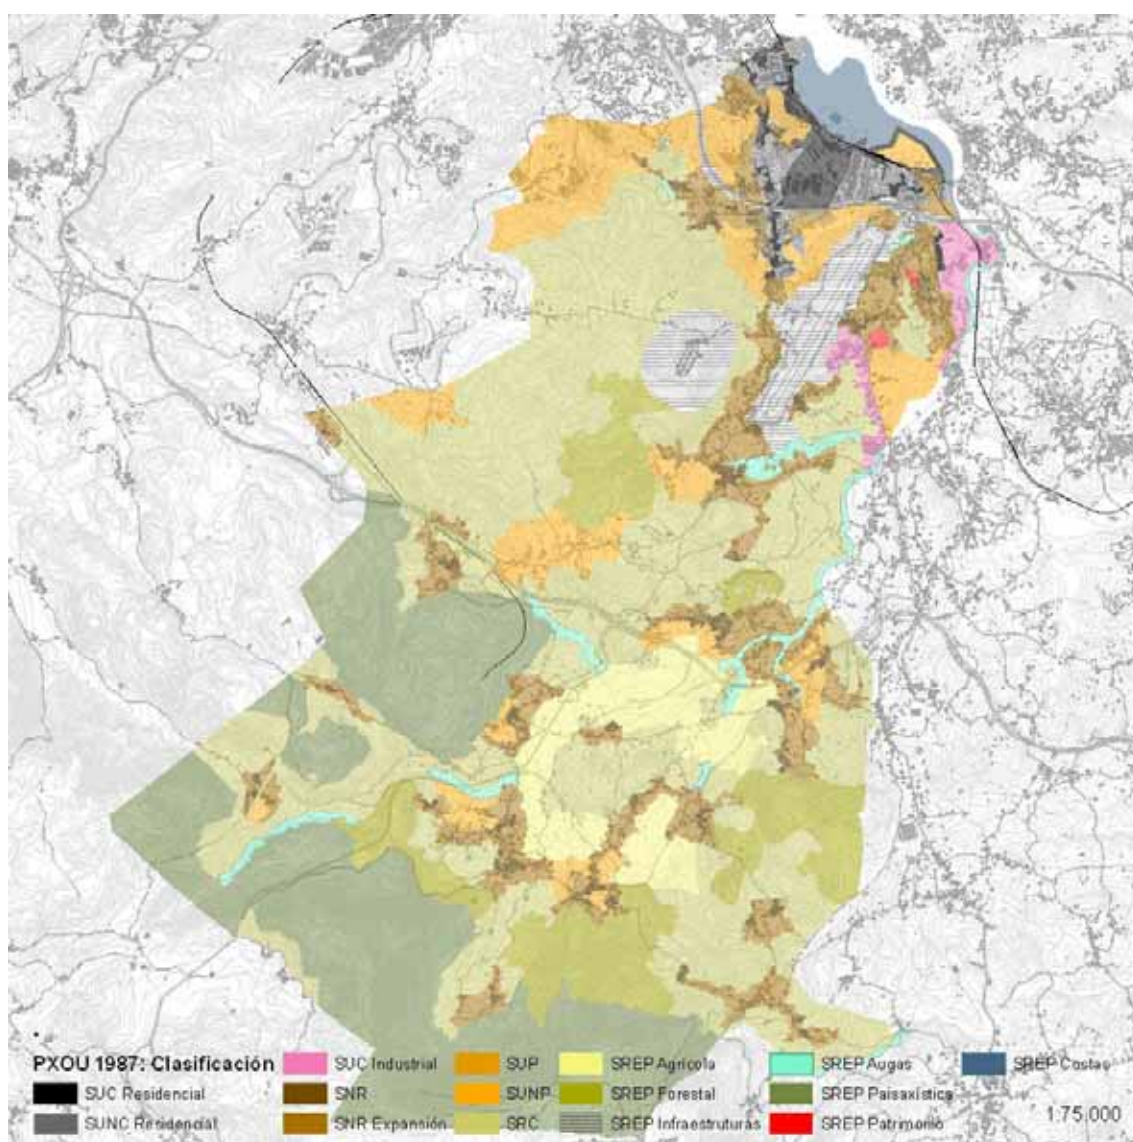 PXOU 1987: Clasificación
SUC Residencial
SUNC Residencial
SUC Industrial
SNR
SNR Expansión
SUP
SUNP
SRC
SREP Agrícola
SREP Forestal
SREP Infraestruturas
SREP Augas
SREP Paisaxística
SREP Patrimonio
SREP Costas
1:75.000